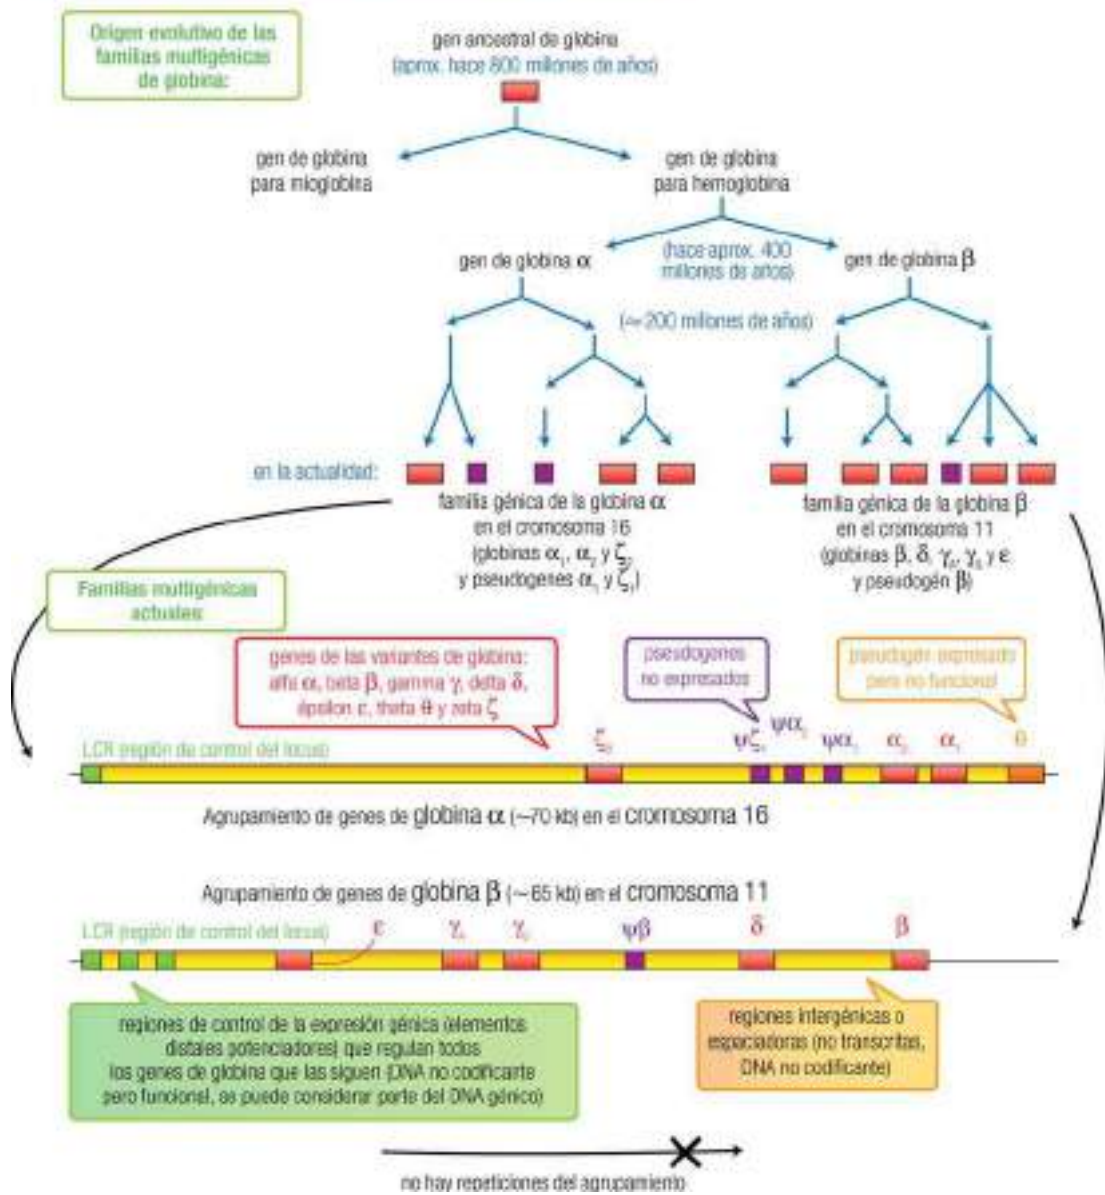 Origen evolutivo de las
familias multigénicas
de globina:
gen ancestral de globina
(aprox. hace 800 millones de años)
gen de globina
para mioglobina
gen de globina
para hemoglobina
gen de globina α
(hace aprox. 400
millones de años)
gen de globina β
(≈200 millones de años)
en la actualidad:
familia génica de la globina α
en el cromosoma 16
(globinas α₁, α₂ y ζ₂
y pseudogenes α₁ y ζ₁)
familia génica de la globina β
en el cromosoma 11
(globinas β, δ, γ, γ y ε
y pseudogén β)
Familias multigénicas
actuales:
genes de las variantes de globina:
alfa α, beta β, gamma γ, delta δ,
épsilon ε, theta θ y zeta ζ
pseudogenes
no expresados
pseudogén expresado
pero no funcional
LCR (región de control del locus)
ζ₂ ψζ₁ ψα₂ ψα₁ α₂ α₁ θ
Agrupamiento de genes de globina α (~70 kb) en el cromosoma 16
Agrupamiento de genes de globina β (~65 kb) en el cromosoma 11
LCR (región de control del locus)
ε γ γ ψβ δ β
regiones de control de la expresión génica (elementos
distales potenciadores) que regulan todos
los genes de globina que las siguen (DNA no codificante
pero funcional, se puede considerar parte del DNA génico)
regiones intergénicas o
espaciadoras (no transcritas,
DNA no codificante)
no hay repeticiones del agrupamiento